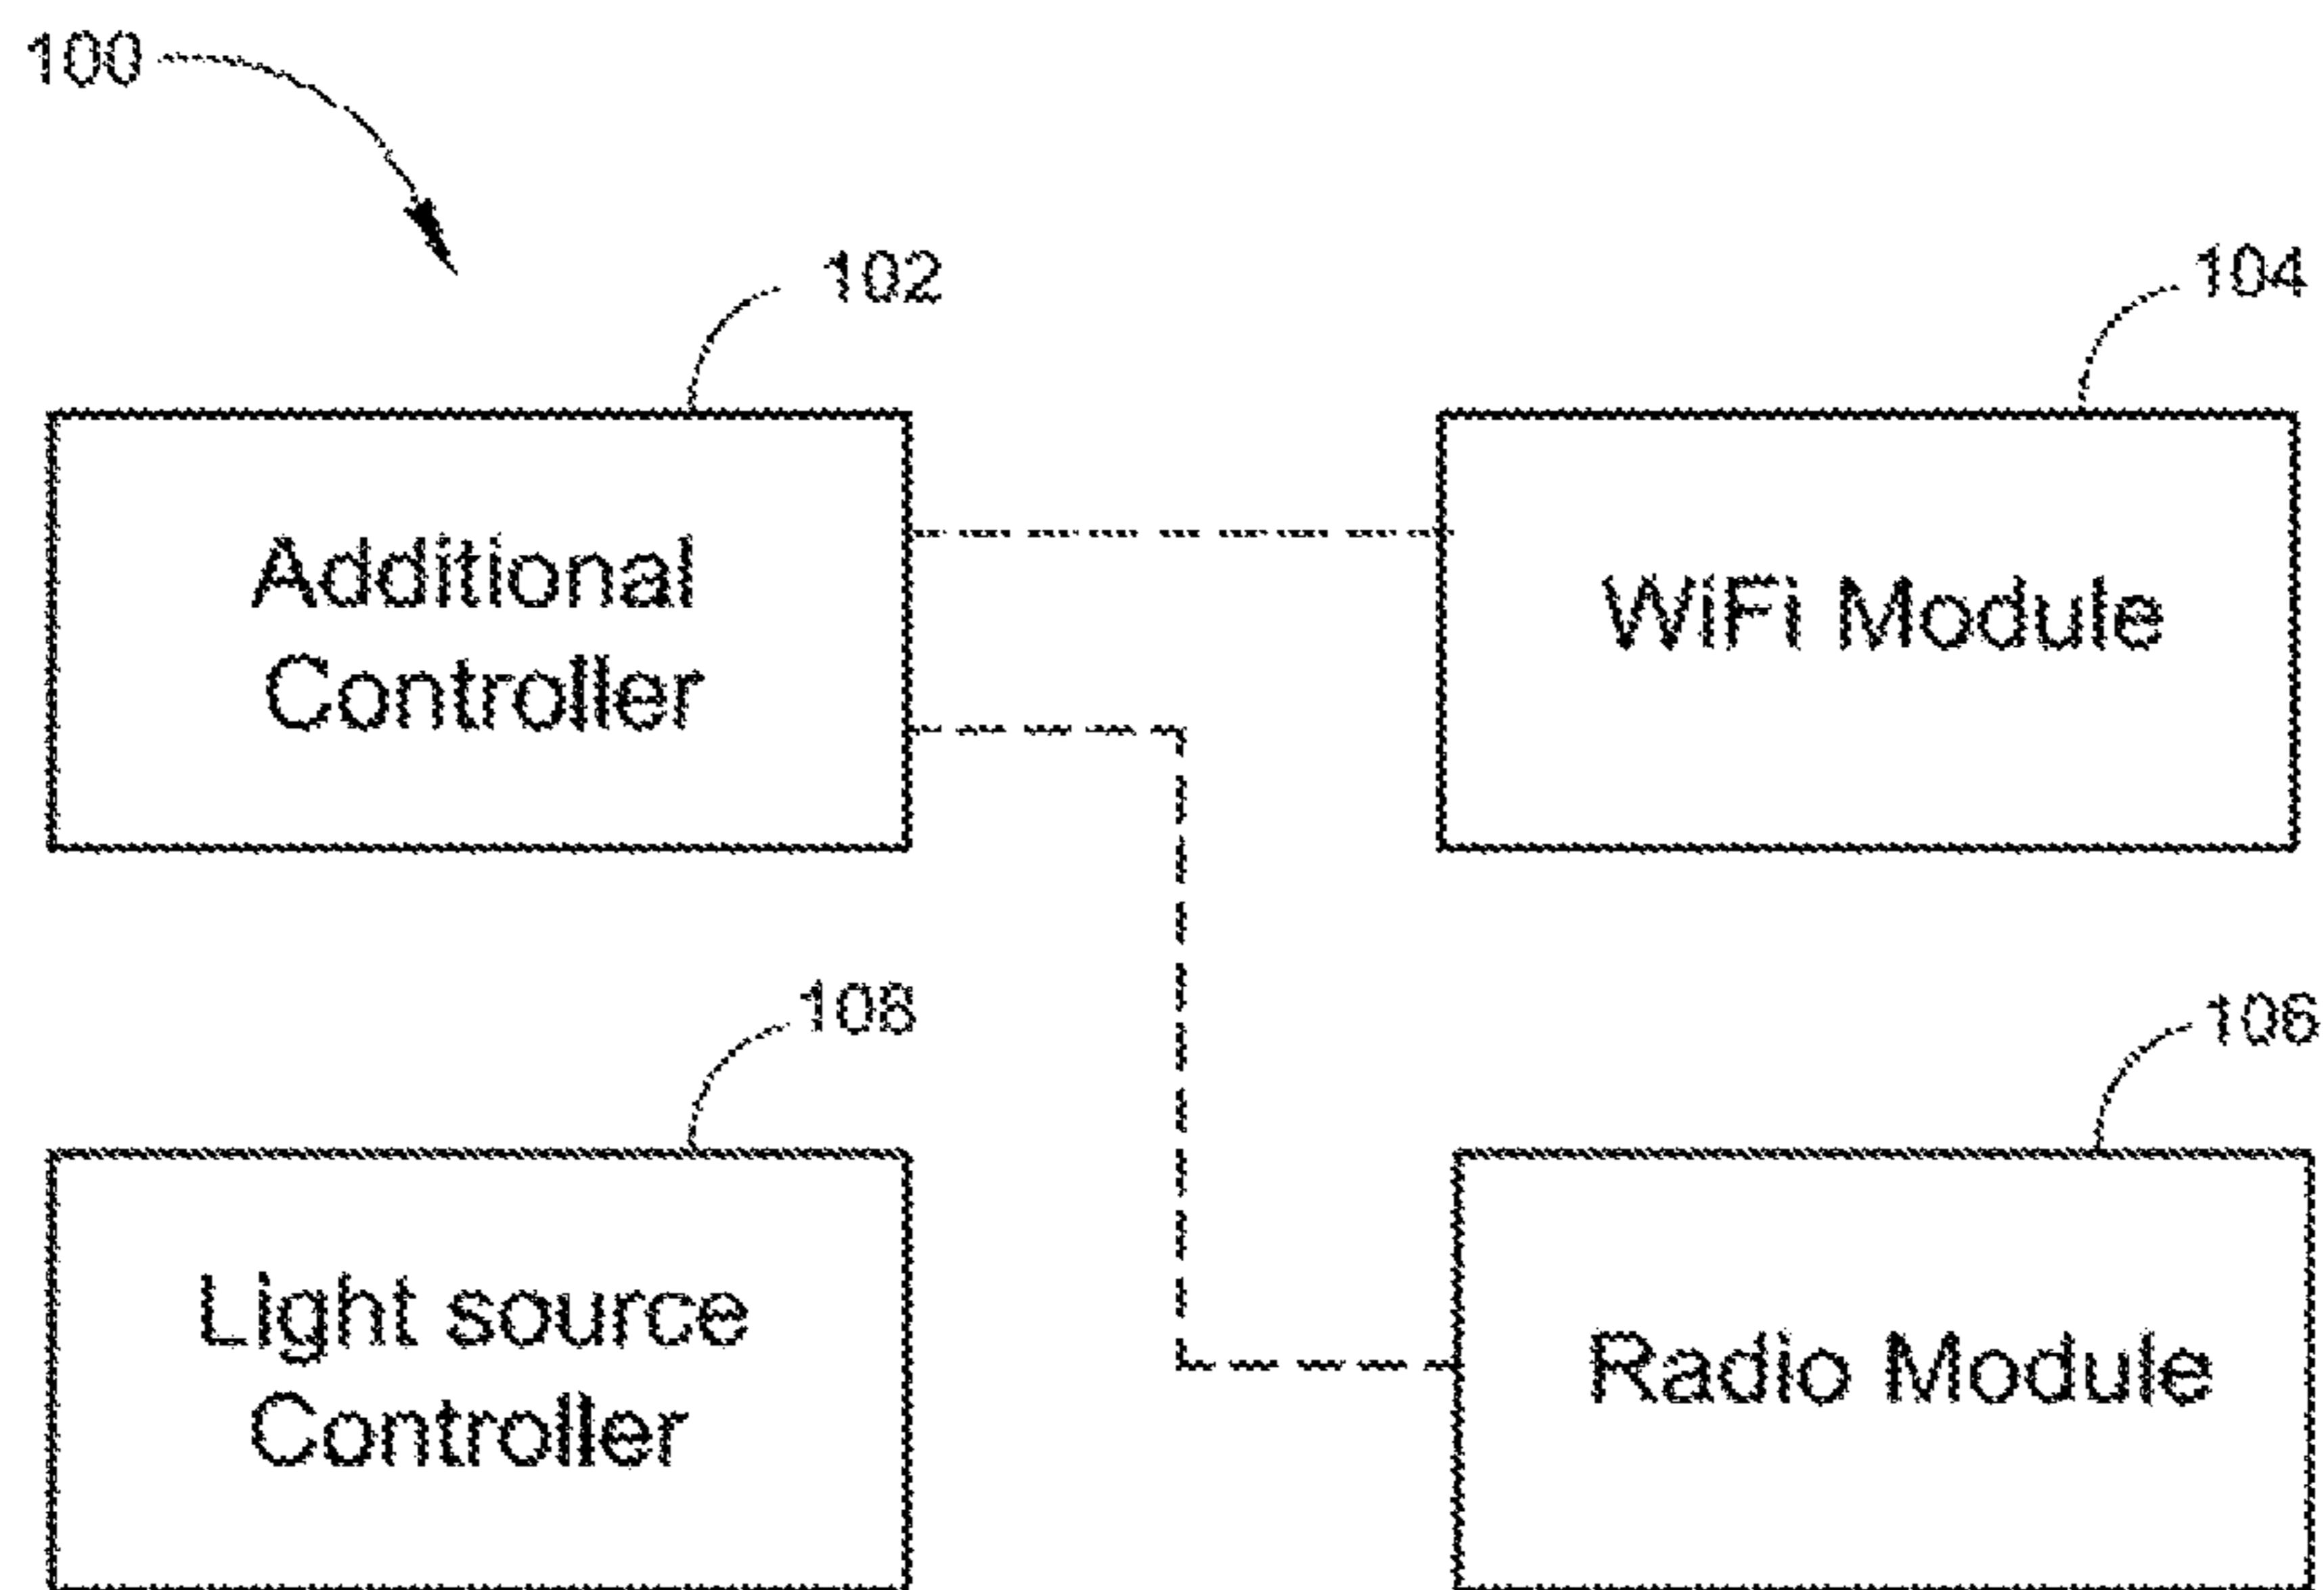 100
102
104
Additional
Controller
WiFi Module
108
106
Light source
Controller
Radio Module